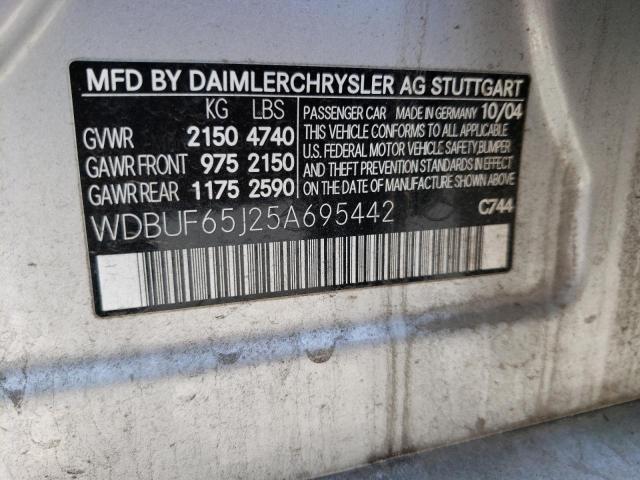 MFD BY DAIMLERCHRYSLER AG STUTTGART
KG LBS
GVWR 2150 4740
GAWR FRONT 975 2150
GAWR REAR 1175 2590
PASSENGER CAR MADE IN GERMANY 10/04
THIS VEHICLE CONFORMS TO ALL APPLICABLE
U.S. FEDERAL MOTOR VEHICLE SAFETY, BUMPER
AND THEFT PREVENTION STANDARDS IN EFFECT
ON THE DATE OF MANUFACTURE SHOWN ABOVE
WDBUF65J25A695442
C744